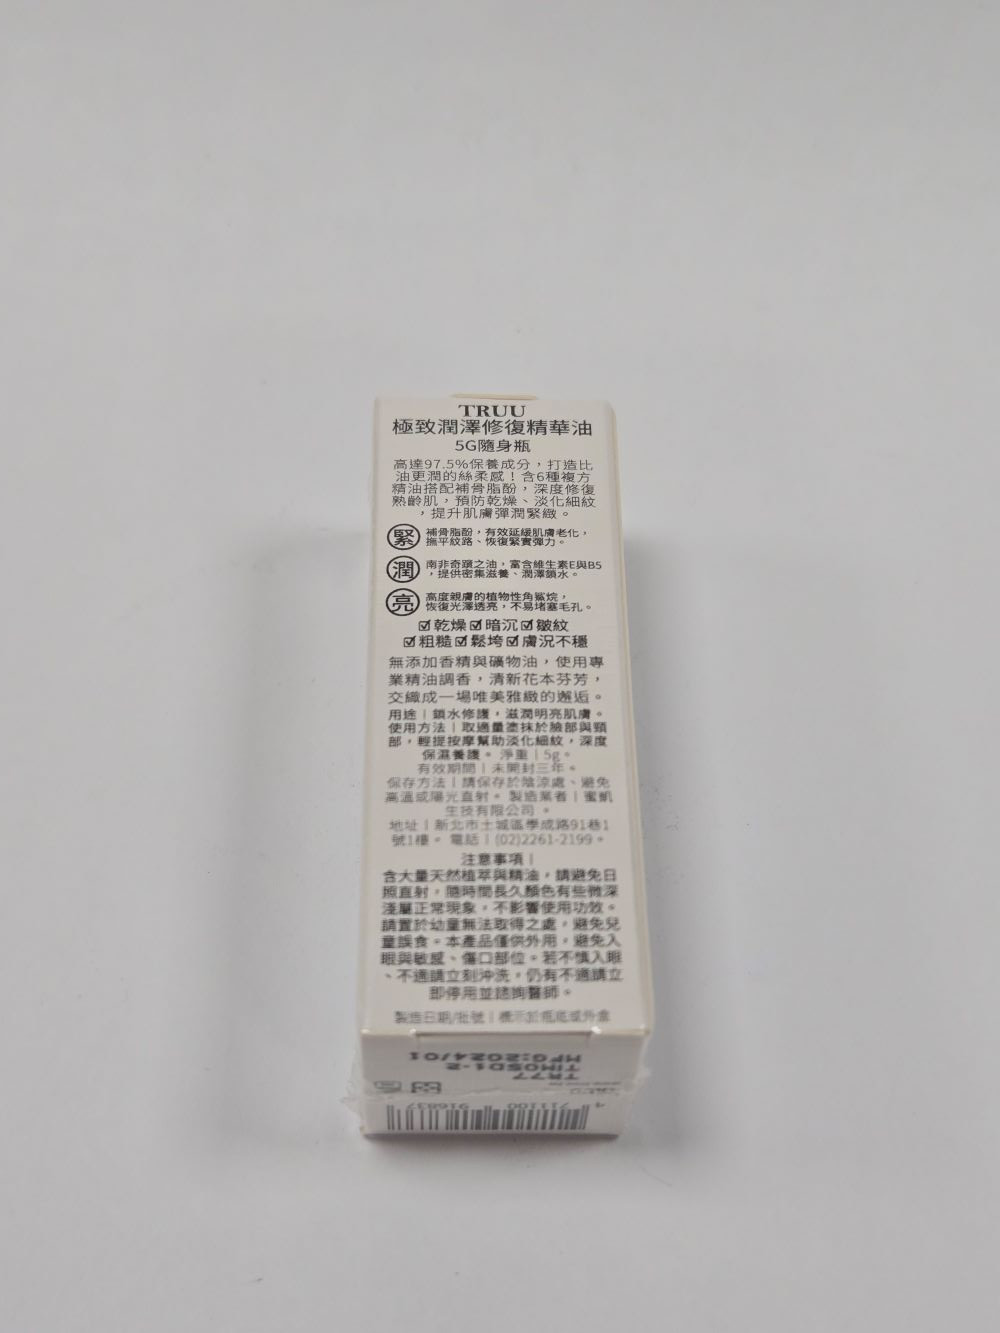 TRUU
極致潤澤修復精華油
5G隨身瓶
高達97.5%保養成分，打造比
油更潤的絲柔感！含6種複方
精油搭配補骨脂酚，深度修復
熟齡肌，預防乾燥、淡化細紋
，提升肌膚彈潤緊緻。
緊 補骨脂酚，有效延緩肌膚老化，
撫平紋路、恢復緊實彈力。
潤 南非奇蹟之油，富含維生素E與B5
，提供密集滋養、潤澤鎖水。
亮 高度親膚的植物性角鯊烷，
恢復光澤透亮，不易堵塞毛孔。
☑乾燥☑暗沉☑皺紋
☑粗糙☑鬆垮☑膚況不穩
無添加香精與礦物油，使用專
業精油調香，清新花本芬芳，
交織成一場唯美雅緻的邂逅。
用途｜鎖水修護，滋潤明亮肌膚。
使用方法｜取適量塗抹於臉部與頸
部，輕提按摩幫助淡化細紋，深度
保濕養護。淨重｜5g。
有效期間｜未開封三年。
保存方法｜請保存於陰涼處、避免
高溫或陽光直射。製造業者｜蜜凱
生技有限公司。
地址｜新北市土城區學成路91巷1
號1樓。電話｜(02)2261-2199。
注意事項｜
含大量天然植萃與精油，請避免日
照直射，隨時間長久顏色有些微深
淺屬正常現象，不影響使用功效。
請置於幼童無法取得之處，避免兒
童誤食。本產品僅供外用，避免入
眼與敏感、傷口部位。若不慎入眼
、不適請立刻沖洗，仍有不適請立
即停用並諮詢醫師。
製造日期/批號｜標示於瓶底或外盒
MFG:2024/01
TIMOSD1-2
TR77
4 711100 916837